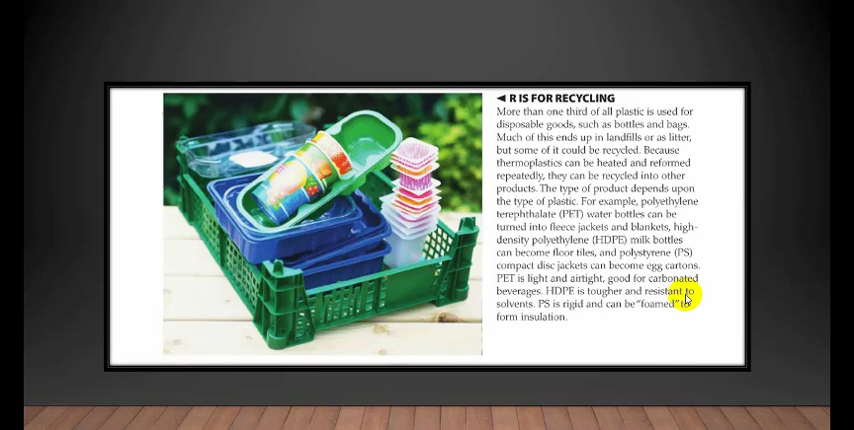 ◄ R IS FOR RECYCLING
More than one third of all plastic is used for
disposable goods, such as bottles and bags.
Much of this ends up in landfills or as litter,
but some of it could be recycled. Because
thermoplastics can be heated and reformed
repeatedly, they can be recycled into other
products. The type of product depends upon
the type of plastic. For example, polyethylene
terephthalate (PET) water bottles can be
turned into fleece jackets and blankets, high-
density polyethylene (HDPE) milk bottles
can become floor tiles, and polystyrene (PS)
compact disc jackets can become egg cartons.
PET is light and airtight, good for carbonated
beverages. HDPE is tougher and resistant to
solvents. PS is rigid and can be "foamed" to
form insulation.